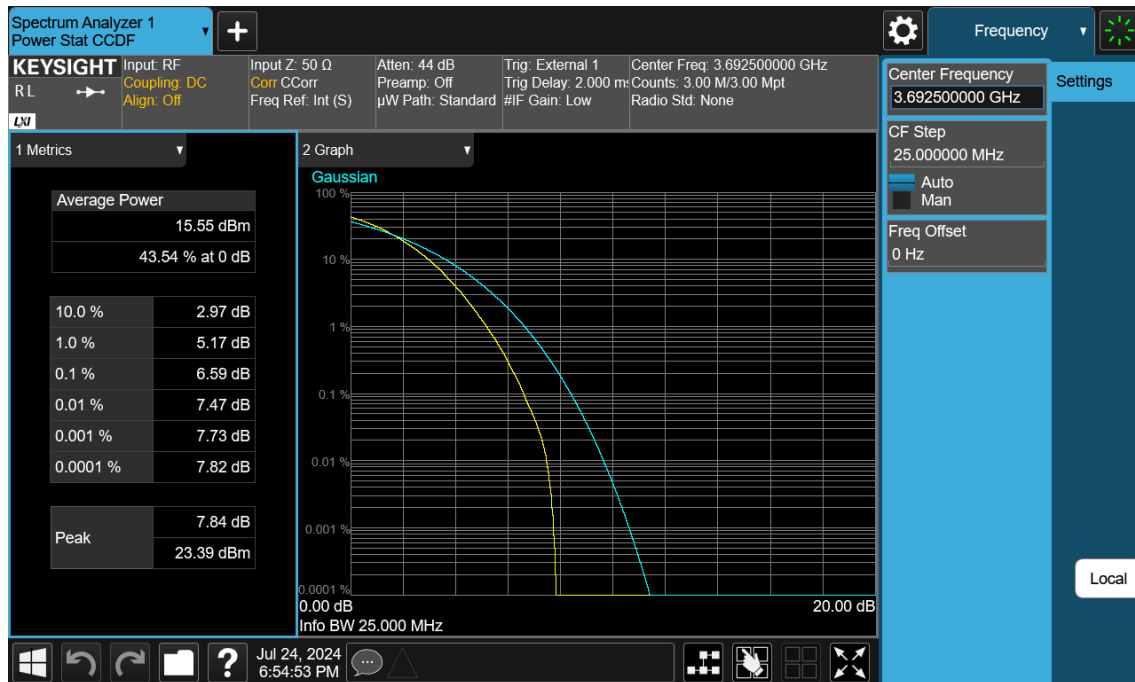 Spectrum Analyzer 1
Power Stat CCDF
+
Frequency
KEYSIGHT
R L
LXI
Input: RF
Coupling: DC
Align: Off
Input Z: 50 Ω
Corr CCorr
Freq Ref: Int (S)
Atten: 44 dB
Preamp: Off
µW Path: Standard
Trig: External 1
Trig Delay: 2.000 ms
#IF Gain: Low
Center Freq: 3.692500000 GHz
Counts: 3.00 M/3.00 Mpt
Radio Std: None
Center Frequency
3.692500000 GHz
Settings
CF Step
25.000000 MHz
Auto
Man
Freq Offset
0 Hz
1 Metrics
Average Power
15.55 dBm
43.54 % at 0 dB
10.0 % 2.97 dB
1.0 % 5.17 dB
0.1 % 6.59 dB
0.01 % 7.47 dB
0.001 % 7.73 dB
0.0001 % 7.82 dB
Peak
7.84 dB
23.39 dBm
2 Graph
Gaussian
100 %
10 %
1 %
0.1 %
0.01 %
0.001 %
0.0001 %
0.00 dB 20.00 dB
Info BW 25.000 MHz
Local
?
Jul 24, 2024
6:54:53 PM